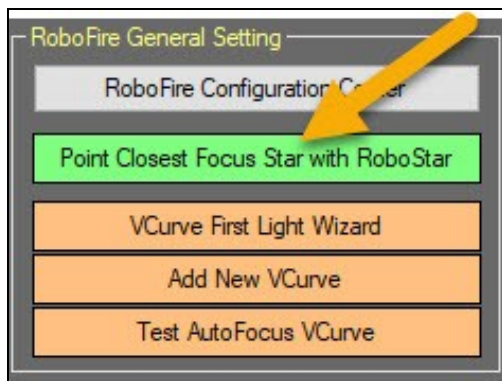 RoboFire General Setting
RoboFire Configuration Center
Point Closest Focus Star with RoboStar
VCurve First Light Wizard
Add New VCurve
Test AutoFocus VCurve